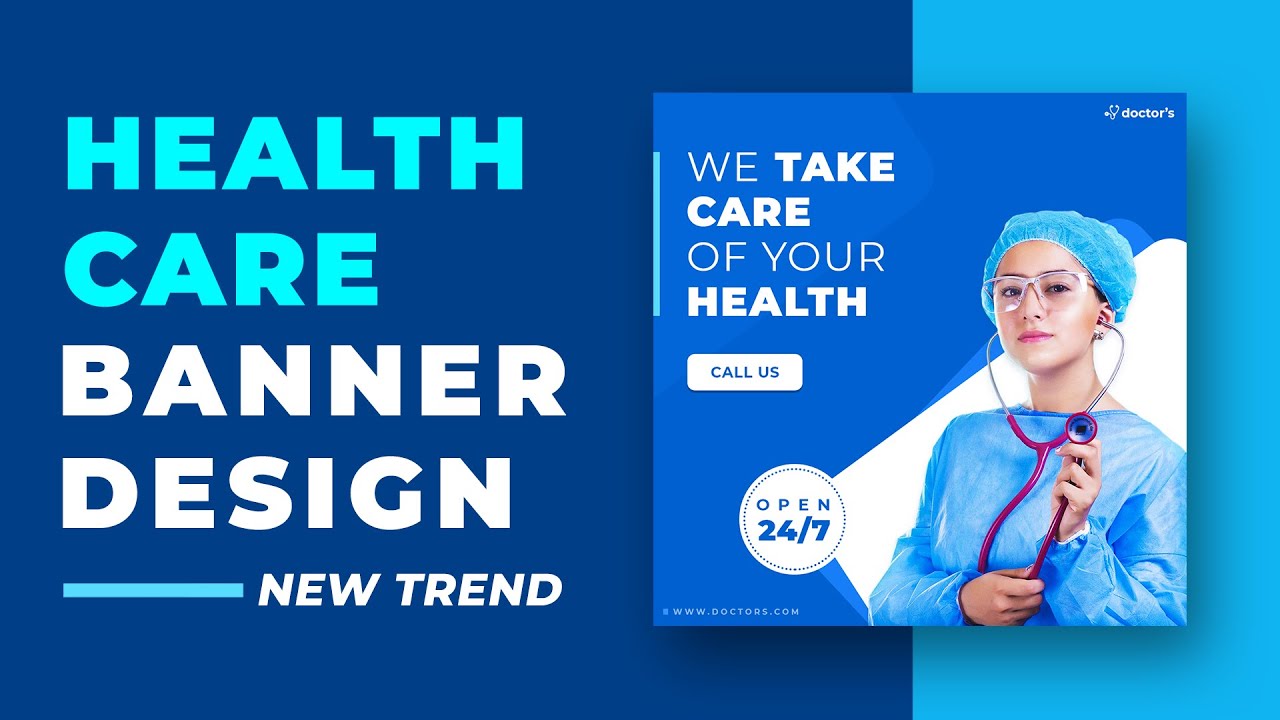 HEALTH
CARE
BANNER
DESIGN
NEW TREND
doctor's
WE TAKE
CARE
OF YOUR
HEALTH
CALL US
OPEN
24/7
WWW.DOCTORS.COM